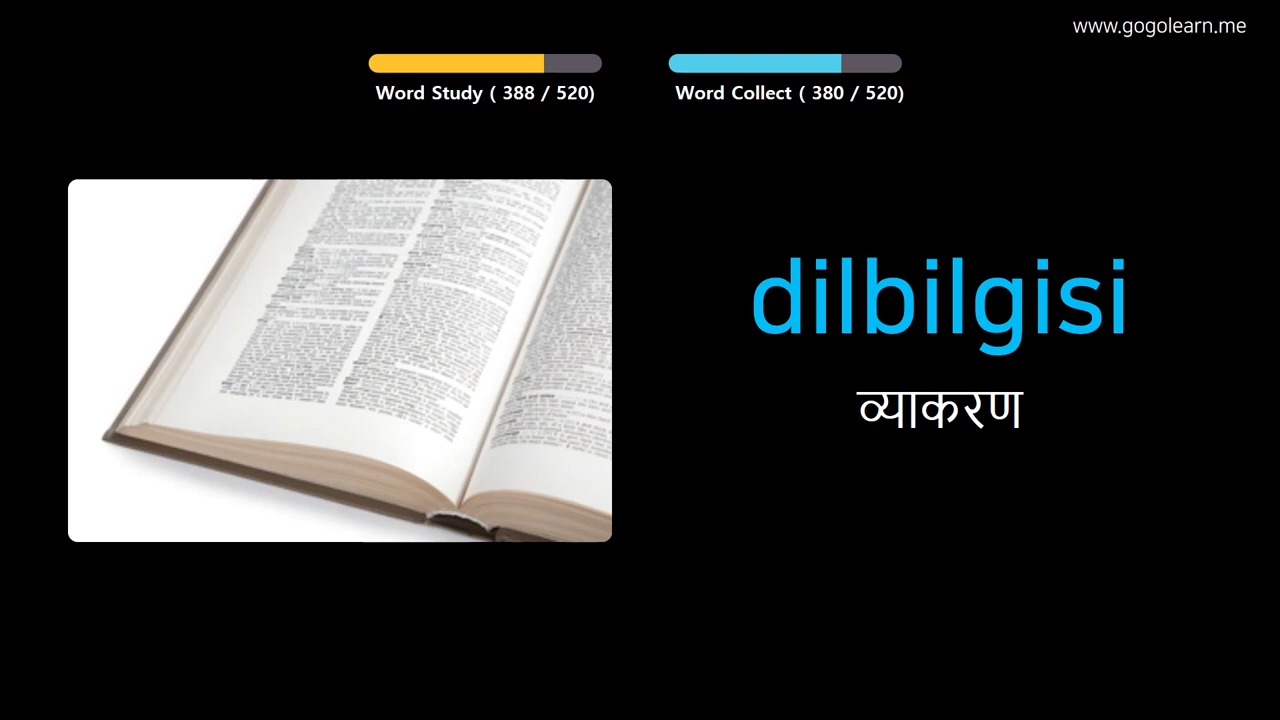 www.gogolearn.me
Word Study ( 388 / 520)
Word Collect ( 380 / 520)
dilbilgisi
व्याकरण